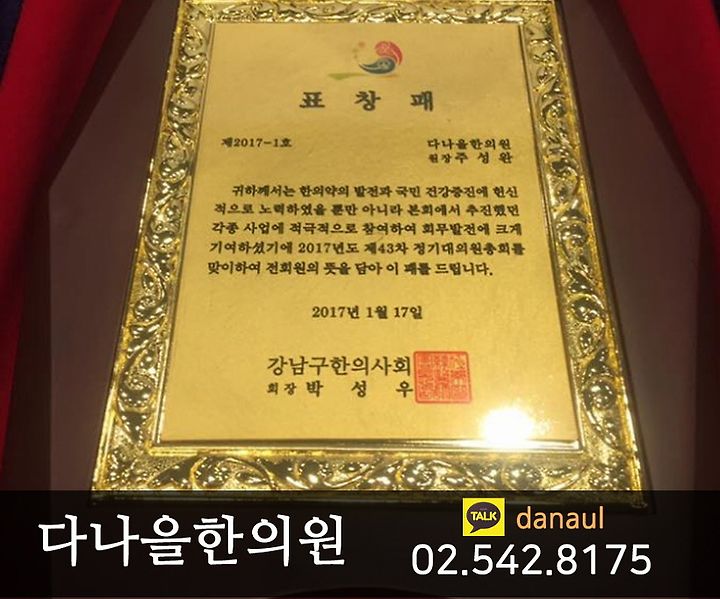 표 창 패
제2017-1호
다나을한의원
원장 주 성 완
귀하께서는 한의약의 발전과 국민 건강증진에 헌신
적으로 노력하였을 뿐만 아니라 본회에서 추진했던
각종 사업에 적극적으로 참여하여 회무발전에 크게
기여하셨기에 2017년도 제43차 정기대의원총회를
맞이하여 전회원의 뜻을 담아 이 패를 드립니다.
2017년 1월 17일
강남구한의사회
회장 박 성 우
다나을한의원
TALK danaul
02.542.8175